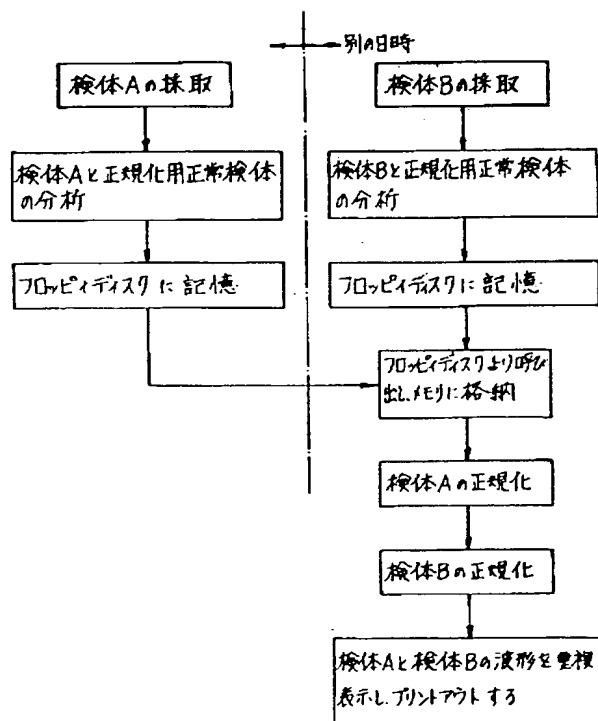 別の日時
検体Aの採取
検体Aと正規化用正常検体
の分析
フロッピィディスクに記憶
検体Bの採取
検体Bと正規化用正常検体
の分析
フロッピィディスクに記憶
フロッピィディスクより呼び
出し、メモリに格納
検体Aの正規化
検体Bの正規化
検体Aと検体Bの波形を重複
表示し、プリントアウトする